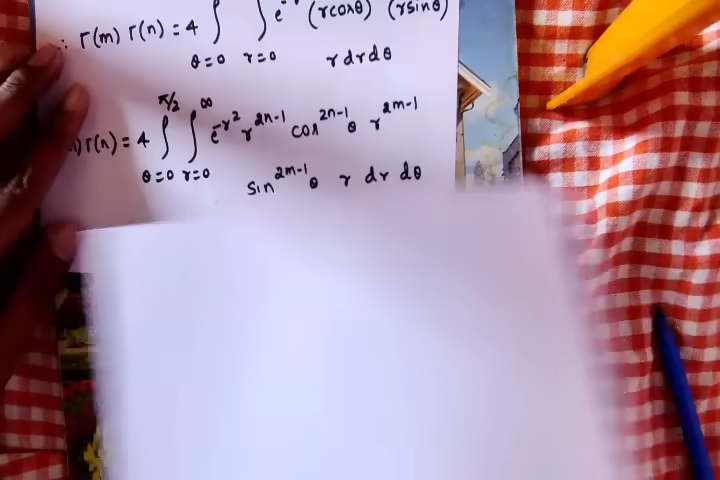 ∴ Γ(m) Γ(n) = 4 ∫ ∫ e (rcosθ) (rsinθ)
θ=0 r=0 r dr dθ
π/2 ∞
)Γ(n) = 4 ∫ ∫ e^-r² r^2n-1 cos^2n-1 θ r^2m-1
θ=0 r=0 sin^2m-1 θ r dr dθ